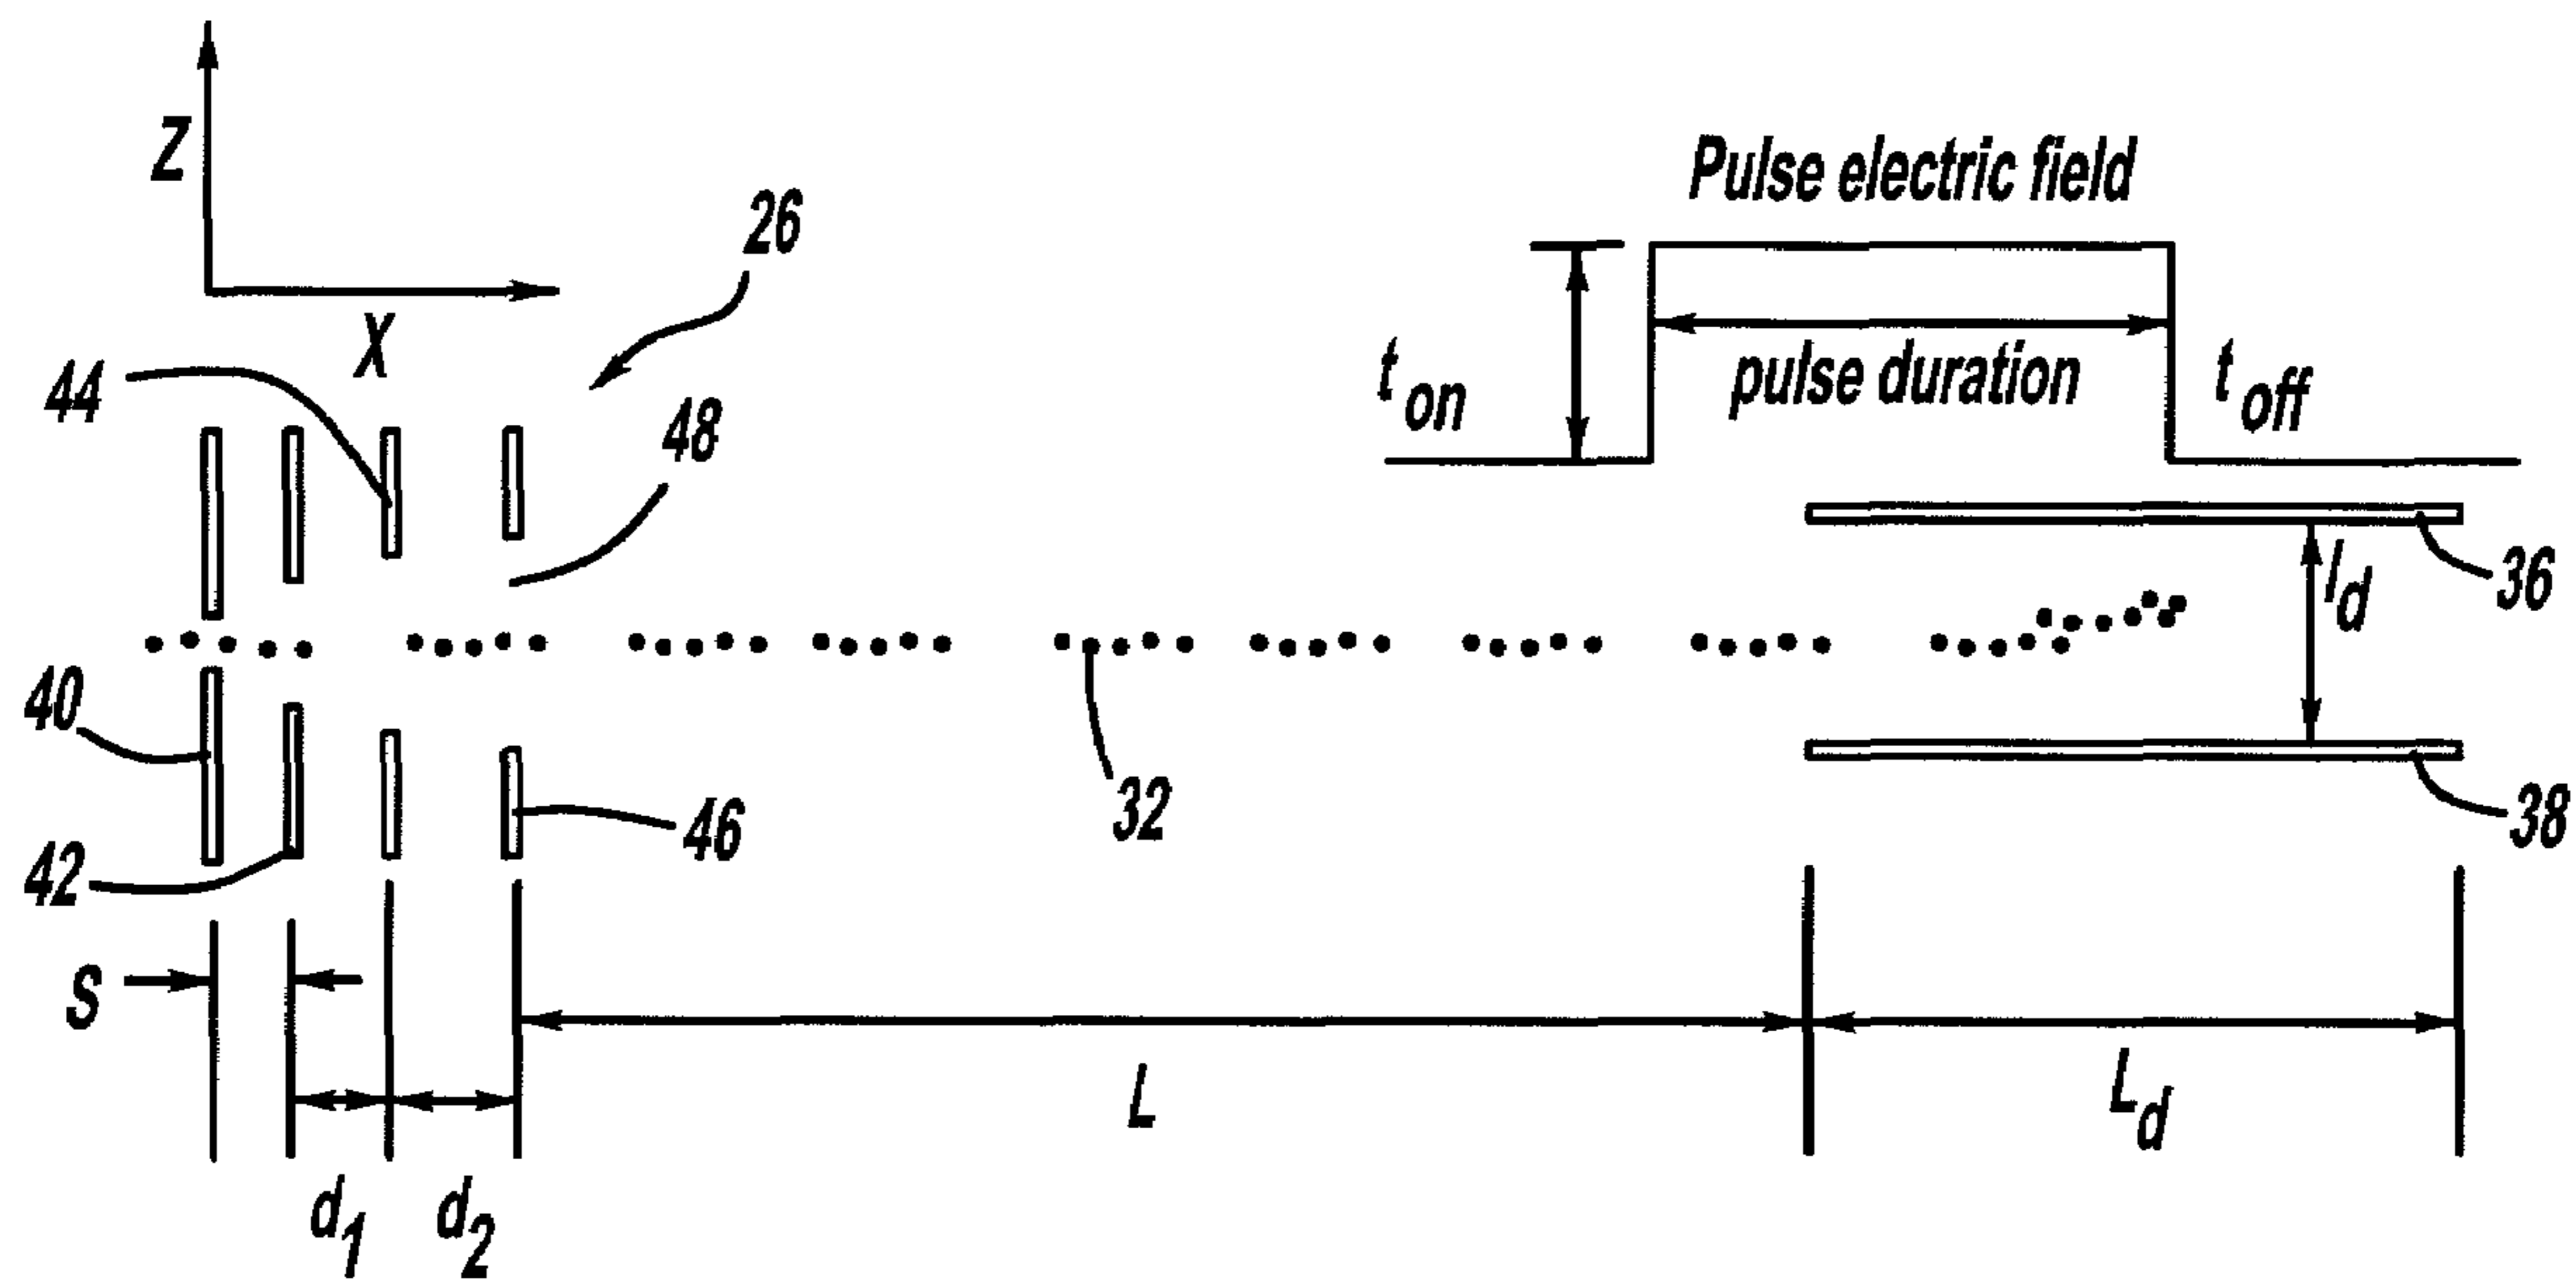 Z
X
26
44
48
Pulse electric field
t on
pulse duration
t off
36
l d
40
42
46
32
38
S
L
L d
d 1
d 2